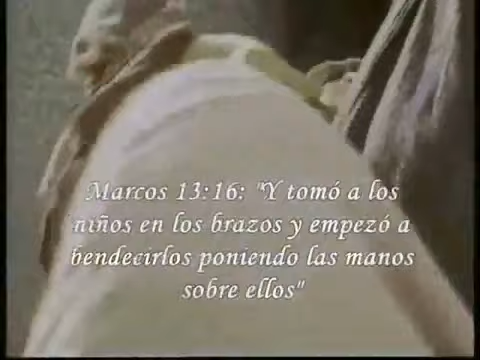 Marcos 13:16: "Y tomó a los
niños en los brazos y empezó a
bendecirlos poniendo las manos
sobre ellos"